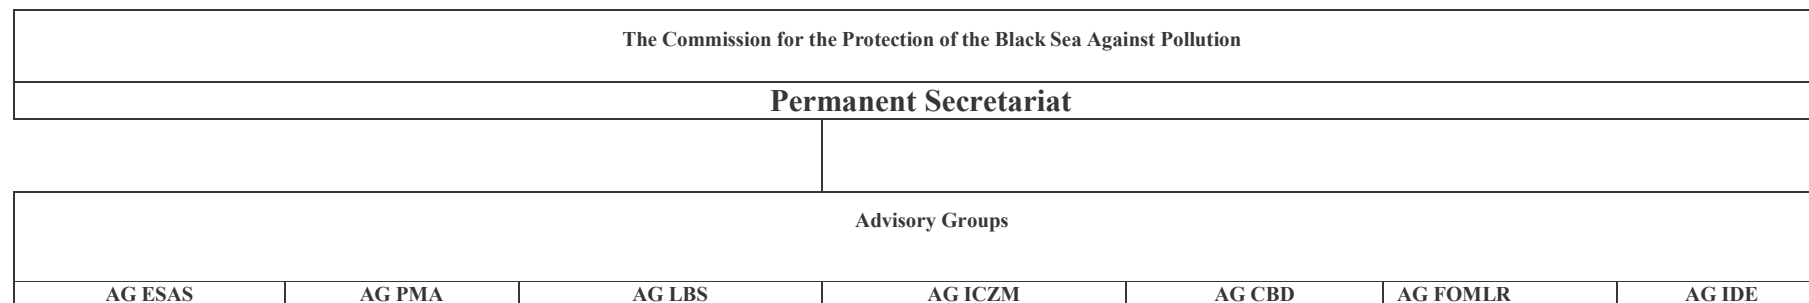 The Commission for the Protection of the Black Sea Against Pollution
Permanent Secretariat
Advisory Groups
AG ESAS AG PMA AG LBS AG ICZM AG CBD AG FOMLR AG IDE